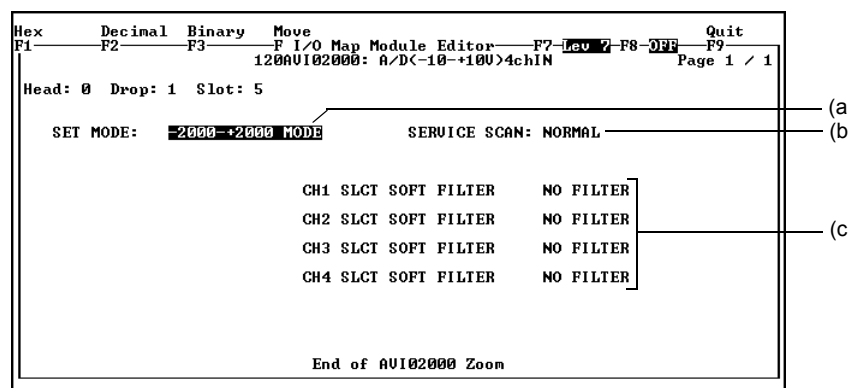 Hex Decimal Binary Move Quit
F1 F2 F3 F I/O Map Module Editor F7 Lev 7 F8 OFF F9
120AVI02000: A/D(-10-+10V)4chIN Page 1 / 1
Head: 0 Drop: 1 Slot: 5
(a
SET MODE: -2000-+2000 MODE SERVICE SCAN: NORMAL (b
CH1 SLCT SOFT FILTER NO FILTER
CH2 SLCT SOFT FILTER NO FILTER
(c
CH3 SLCT SOFT FILTER NO FILTER
CH4 SLCT SOFT FILTER NO FILTER
End of AVI02000 Zoom